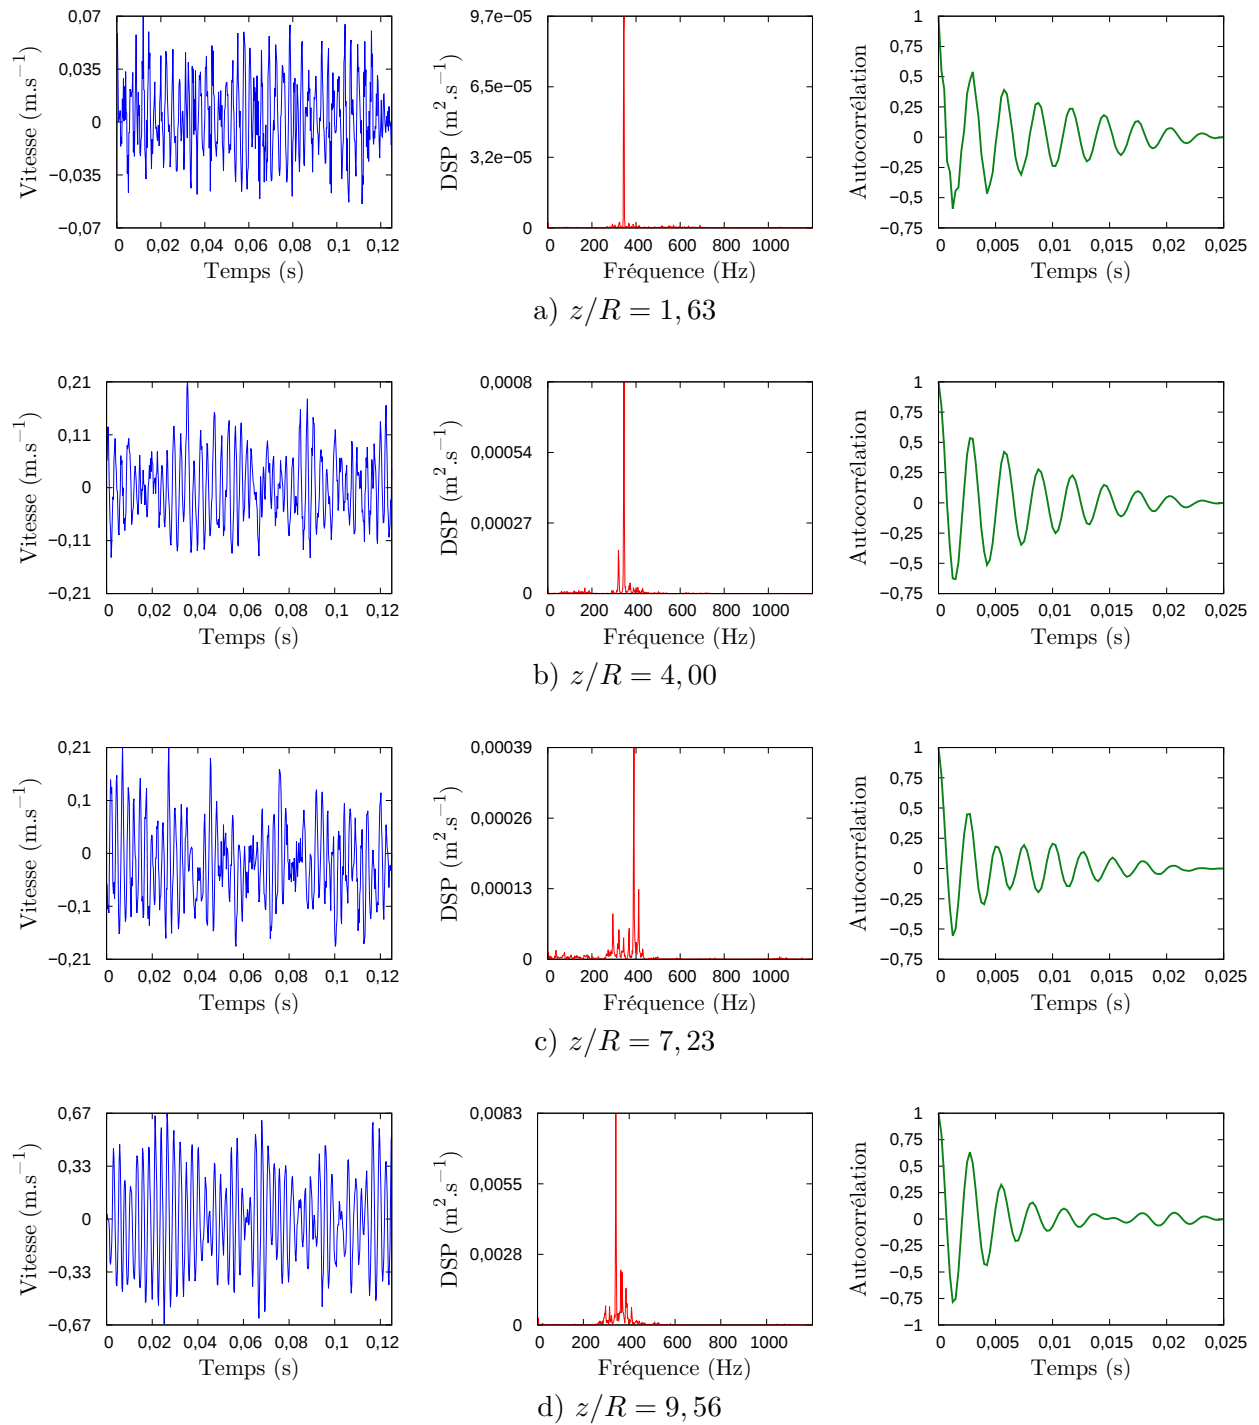 Vitesse (m.s⁻¹)
0,07
0,035
0
−0,035
−0,07
0 0,02 0,04 0,06 0,08 0,1 0,12
Temps (s)
DSP (m².s⁻¹)
9,7e-05
6,5e-05
3,2e-05
0
0 200 400 600 800 1000
Fréquence (Hz)
Autocorrélation
1
0,75
0,5
0,25
0
−0,25
−0,5
−0,75
0 0,005 0,01 0,015 0,02 0,025
Temps (s)
a) z/R = 1, 63
Vitesse (m.s⁻¹)
0,21
0,11
0
−0,11
−0,21
0 0,02 0,04 0,06 0,08 0,1 0,12
Temps (s)
DSP (m².s⁻¹)
0,0008
0,00054
0,00027
0
0 200 400 600 800 1000
Fréquence (Hz)
Autocorrélation
1
0,75
0,5
0,25
0
−0,25
−0,5
−0,75
0 0,005 0,01 0,015 0,02 0,025
Temps (s)
b) z/R = 4, 00
Vitesse (m.s⁻¹)
0,21
0,1
0
−0,1
−0,21
0 0,02 0,04 0,06 0,08 0,1 0,12
Temps (s)
DSP (m².s⁻¹)
0,00039
0,00026
0,00013
0
0 200 400 600 800 1000
Fréquence (Hz)
Autocorrélation
1
0,75
0,5
0,25
0
−0,25
−0,5
−0,75
0 0,005 0,01 0,015 0,02 0,025
Temps (s)
c) z/R = 7, 23
Vitesse (m.s⁻¹)
0,67
0,33
0
−0,33
−0,67
0 0,02 0,04 0,06 0,08 0,1 0,12
Temps (s)
DSP (m².s⁻¹)
0,0083
0,0055
0,0028
0
0 200 400 600 800 1000
Fréquence (Hz)
Autocorrélation
1
0,75
0,5
0,25
0
−0,25
−0,5
−0,75
−1
0 0,005 0,01 0,015 0,02 0,025
Temps (s)
d) z/R = 9, 56